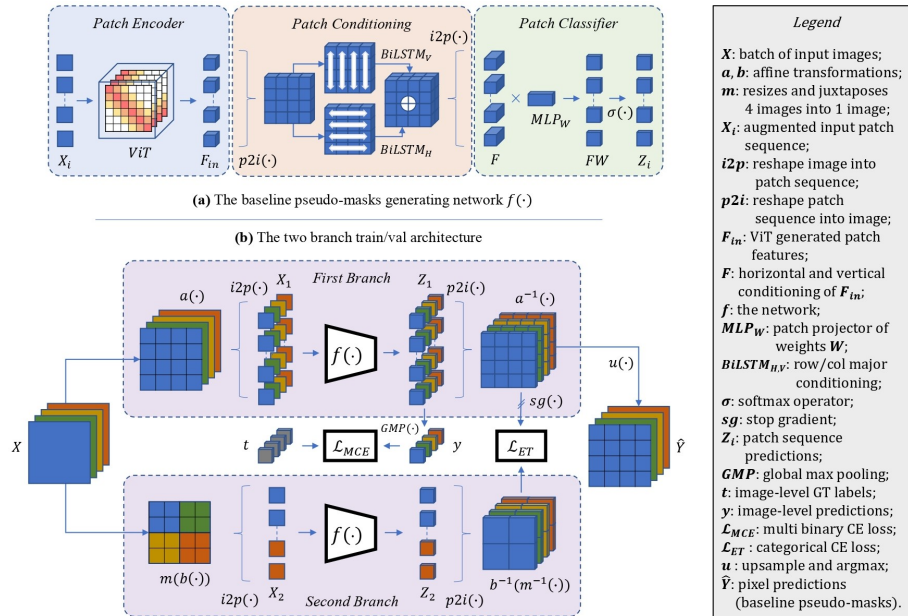 Patch Encoder
Patch Conditioning
Patch Classifier
X_i
ViT
F_in
p2i(·)
BiLSTM_V
BiLSTM_H
i2p(·)
F
×
MLP_W
σ(·)
FW
Z_i
(a) The baseline pseudo-masks generating network f(·)
(b) The two branch train/val architecture
First Branch
a(·)
i2p(·)
X_1
f(·)
Z_1
p2i(·)
a^{-1}(·)
u(·)
sg(·)
X
GMP(·)
t
ℒ_MCE
y
ℒ_ET
Ŷ
m(b(·))
i2p(·)
X_2
f(·)
Z_2
p2i(·)
b^{-1}(m^{-1}(·))
Second Branch
Legend
X: batch of input images;
a, b: affine transformations;
m: resizes and juxtaposes
4 images into 1 image;
X_i: augmented input patch
sequence;
i2p: reshape image into
patch sequence;
p2i: reshape patch
sequence into image;
F_in: ViT generated patch
features;
F: horizontal and vertical
conditioning of F_in;
f: the network;
MLP_W: patch projector of
weights W;
BiLSTM_{H,V}: row/col major
conditioning;
σ: softmax operator;
sg: stop gradient;
Z_i: patch sequence
predictions;
GMP: global max pooling;
t: image-level GT labels;
y: image-level predictions;
ℒ_MCE: multi binary CE loss;
ℒ_ET : categorical CE loss;
u : upsample and argmax;
Ŷ: pixel predictions
(baseline pseudo-masks).